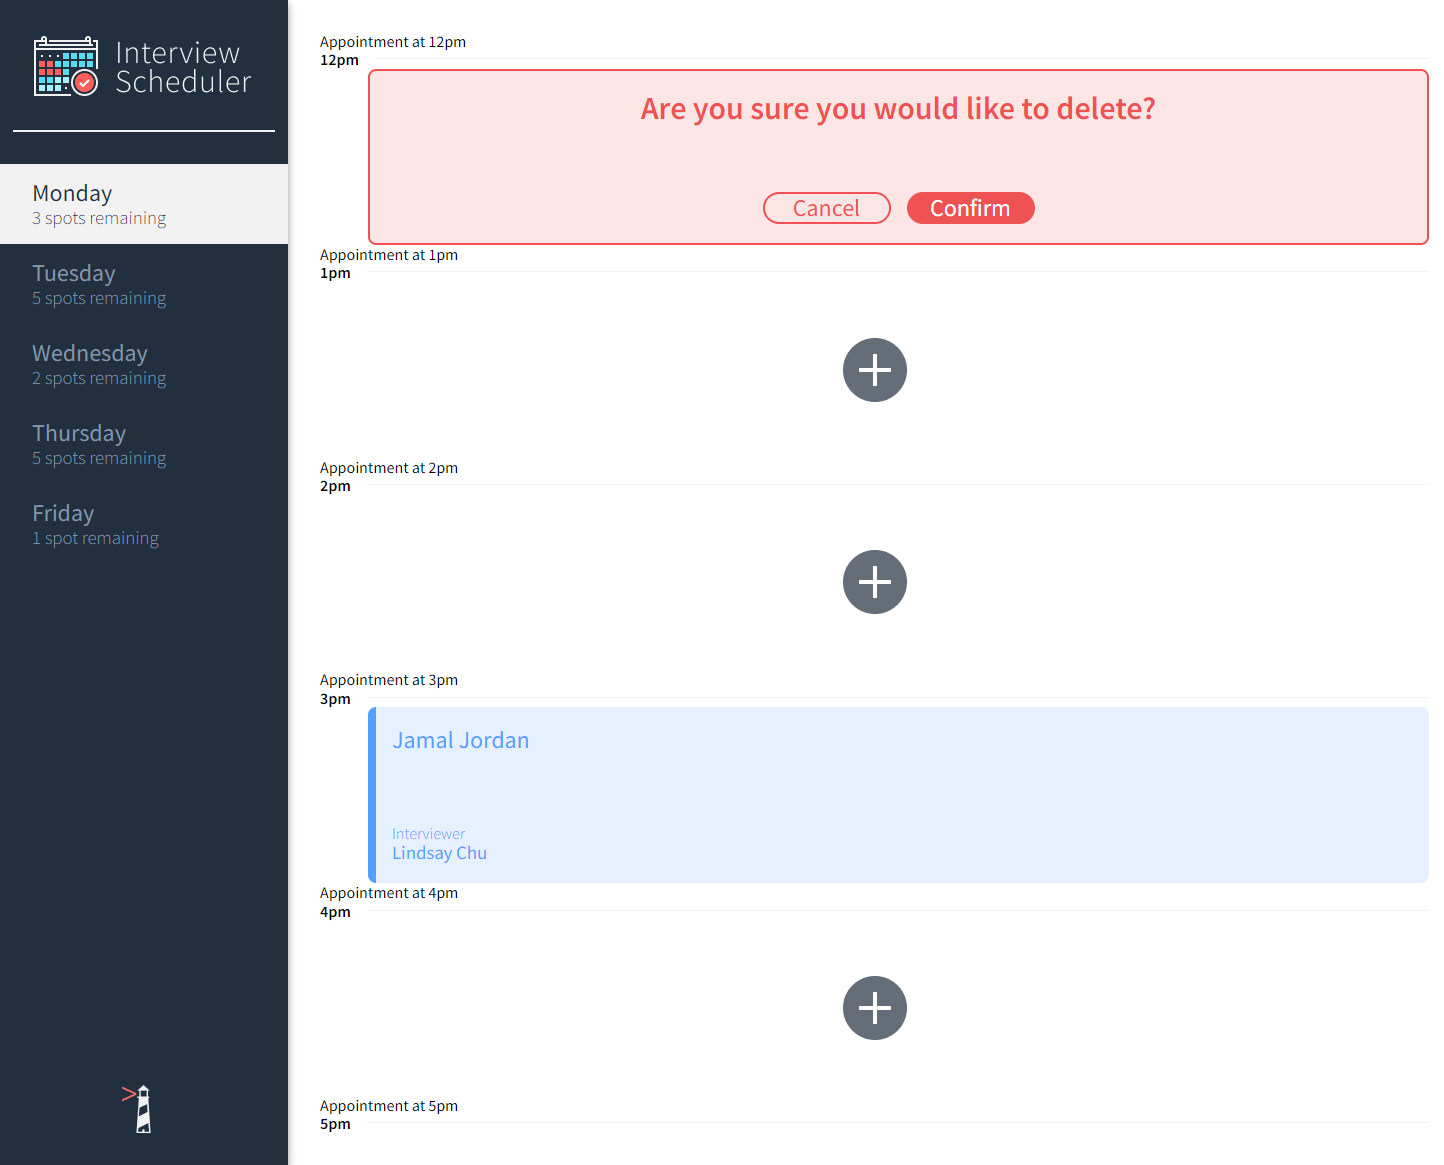 Interview
Scheduler
Monday
3 spots remaining
Tuesday
5 spots remaining
Wednesday
2 spots remaining
Thursday
5 spots remaining
Friday
1 spot remaining
Appointment at 12pm
12pm
Are you sure you would like to delete?
Cancel Confirm
Appointment at 1pm
1pm
Appointment at 2pm
2pm
Appointment at 3pm
3pm
Jamal Jordan
Interviewer
Lindsay Chu
Appointment at 4pm
4pm
Appointment at 5pm
5pm